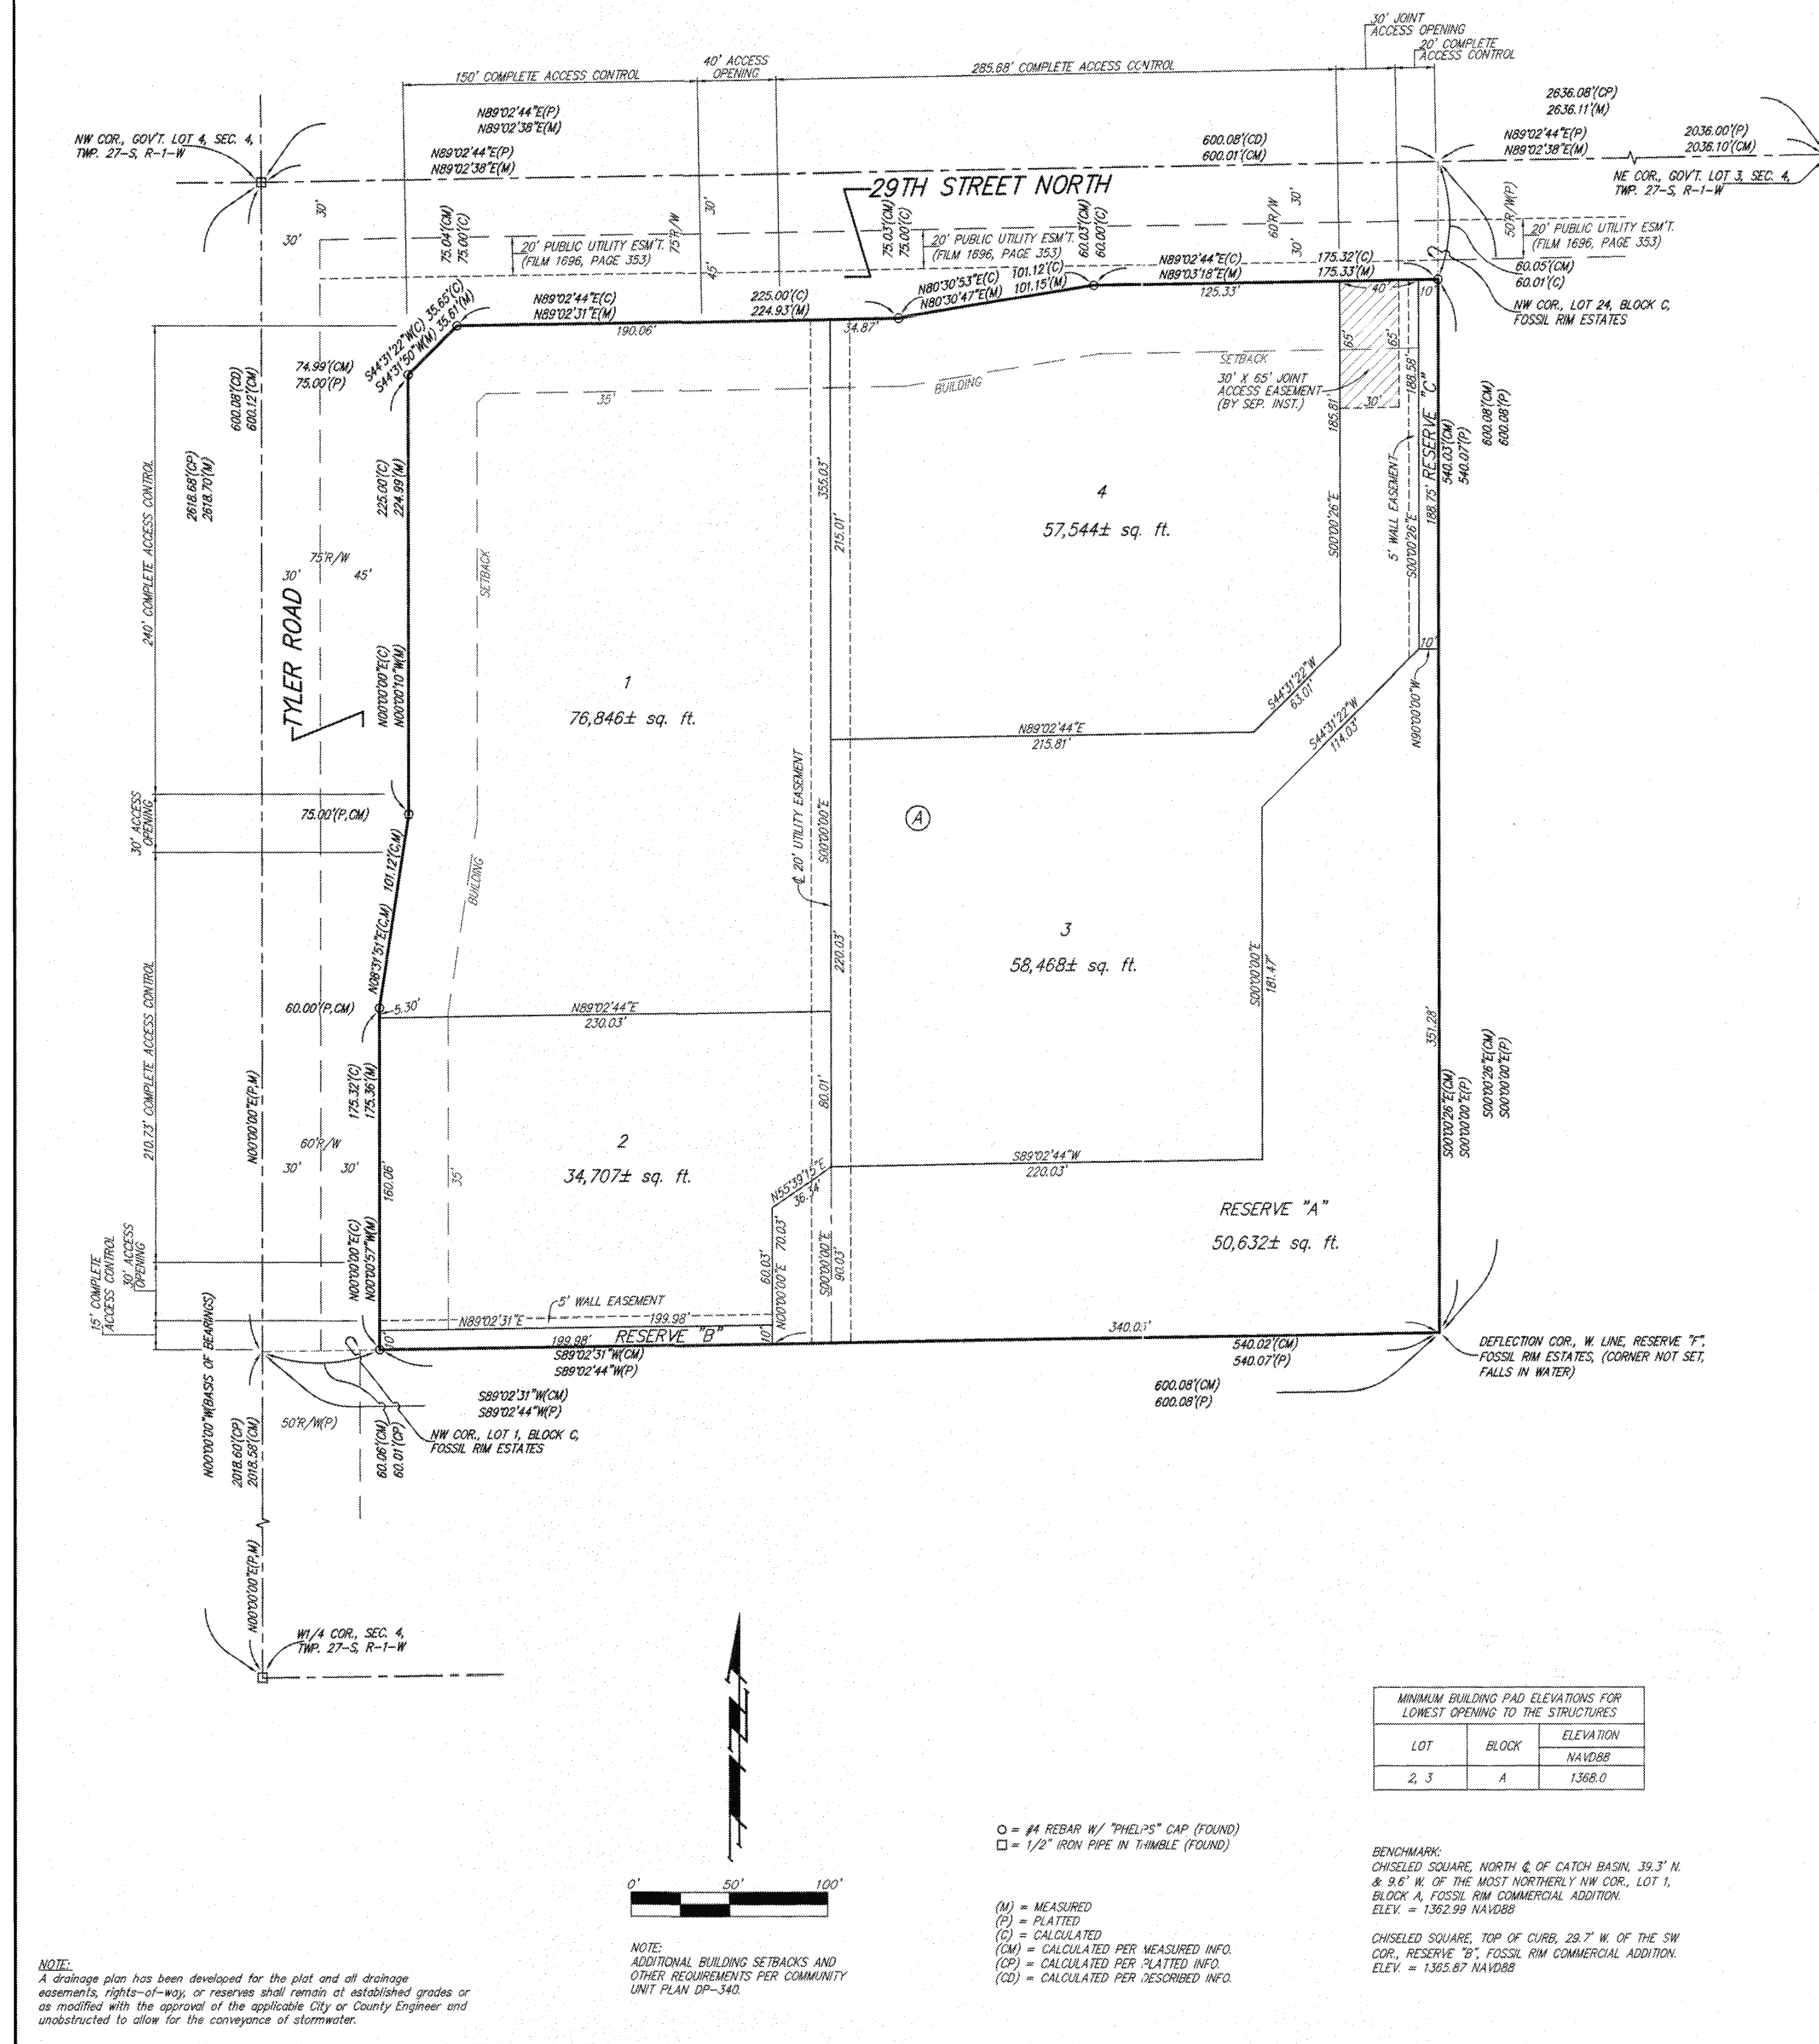 30' JOINT
ACCESS OPENING
20' COMPLETE
ACCESS CONTROL
40' ACCESS
OPENING
150' COMPLETE ACCESS CONTROL
285.68' COMPLETE ACCESS CONTROL
N89°02'44"E(P)
N89°02'38"E(M)
NW COR., GOV'T. LOT 4, SEC. 4,
TWP. 27-S, R-1-W
N89°02'44"E(P)
N89°02'38"E(M)
600.08'(CD)
600.01'(CM)
2636.08'(CP)
2636.11'(M)
N89°02'44"E(P)
N89°02'38"E(M)
2036.00'(P)
2036.10'(CM)
NE COR., GOV'T. LOT 3, SEC. 4,
TWP. 27-S, R-1-W
29TH STREET NORTH
30'
30'
75.04'(CM)
75.00'(C)
20' PUBLIC UTILITY ESM'T.
(FILM 1696, PAGE 353)
75'R/W
30'
45'
75.03'(CM)
75.00'(C)
20' PUBLIC UTILITY ESM'T.
(FILM 1696, PAGE 353)
60.03'(CM)
60.00'(C)
60'R/W
30'
30'
50'R/W(P)
20' PUBLIC UTILITY ESM'T.
(FILM 1696, PAGE 353)
60.05'(CM)
60.01'(C)
NW COR., LOT 24, BLOCK C,
FOSSIL RIM ESTATES
N89°02'44"E(C)
N89°02'31"E(M)
225.00'(C)
224.93'(M)
190.06'
34.87'
N80°30'53"E(C)
N80°30'47"E(M)
101.12'(C)
101.15'(M)
N89°02'44"E(C)
N89°03'18"E(M)
175.32'(C)
175.33'(M)
125.33'
40'
10'
S44°31'22"W(C) 35.65'(C)
S44°31'50"W(M) 35.61'(M)
74.99'(CM)
75.00'(P)
600.08'(CD)
600.12'(CM)
2618.68'(CP)
2618.70'(M)
240' COMPLETE ACCESS CONTROL
225.00'(C)
224.99'(M)
75'R/W
30'
45'
TYLER ROAD
N00°00'00"E(C)
N00°00'10"W(M)
35'
SETBACK
BUILDING
SETBACK
BUILDING
30' X 65' JOINT
ACCESS EASEMENT
(BY SEP. INST.)
65'
65'
30'
185.81'
188.58'
RESERVE "C"
188.75'
540.03'(CM)
540.07'(P)
600.08'(CM)
600.08'(P)
5' WALL EASEMENT
S00°00'26"E
S00°00'26"E
10'
N90°00'00"W
355.03'
215.01'
1
76,846± sq. ft.
4
57,544± sq. ft.
S44°31'22"W
63.01'
S44°31'22"W
114.03'
N89°02'44"E
215.81'
℄ 20' UTILITY EASEMENT
S00°00'00"E
A
30' ACCESS
OPENING
75.00'(P,CM)
101.12'(C,M)
N08°31'51"E(C,M)
210.73' COMPLETE ACCESS CONTROL
60.00'(P,CM)
5.30'
N89°02'44"E
230.03'
220.03'
3
58,468± sq. ft.
S00°00'00"E
181.47'
351.28'
S00°00'26"E(CM)
S00°00'00"E(P)
S00°00'26"E(CM)
S00°00'00"E(P)
N00°00'00"E(P,M)
175.32'(C)
175.36'(M)
60'R/W
30'
30'
160.06'
35'
2
34,707± sq. ft.
80.01'
N55°39'15"E
36.34'
S89°02'44"W
220.03'
RESERVE "A"
50,632± sq. ft.
N00°00'00"E(C)
N00°00'57"W(M)
60.03'
N00°00'00"E 70.03'
S00°00'00"E
90.03'
15' COMPLETE
ACCESS CONTROL
30' ACCESS
OPENING
5' WALL EASEMENT
N89°02'31"E
199.98'
10'
199.98'
RESERVE "B"
10'
S89°02'31"W(CM)
S89°02'44"W(P)
340.05'
540.02'(CM)
540.07'(P)
DEFLECTION COR., W. LINE, RESERVE "F",
FOSSIL RIM ESTATES, (CORNER NOT SET,
FALLS IN WATER)
600.08'(CM)
600.08'(P)
S89°02'31"W(CM)
S89°02'44"W(P)
50'R/W(P)
N00°00'00"W(BASIS OF BEARINGS)
2018.60'(CP)
2018.58'(CM)
60.06'(CM)
60.01'(CP)
NW COR., LOT 1, BLOCK C,
FOSSIL RIM ESTATES
N00°00'00"E(P,M)
W1/4 COR., SEC. 4,
TWP. 27-S, R-1-W
MINIMUM BUILDING PAD ELEVATIONS FOR
LOWEST OPENING TO THE STRUCTURES
LOT BLOCK ELEVATION
NAVD88
2, 3 A 1368.0
O = #4 REBAR W/ "PHELPS" CAP (FOUND)
□ = 1/2" IRON PIPE IN THIMBLE (FOUND)
(M) = MEASURED
(P) = PLATTED
(C) = CALCULATED
(CM) = CALCULATED PER MEASURED INFO.
(CP) = CALCULATED PER PLATTED INFO.
(CD) = CALCULATED PER DESCRIBED INFO.
BENCHMARK:
CHISELED SQUARE, NORTH ℄ OF CATCH BASIN, 39.3' N.
& 9.6' W. OF THE MOST NORTHERLY NW COR., LOT 1,
BLOCK A, FOSSIL RIM COMMERCIAL ADDITION.
ELEV. = 1362.99 NAVD88
CHISELED SQUARE, TOP OF CURB, 29.7' W. OF THE SW
COR., RESERVE "B", FOSSIL RIM COMMERCIAL ADDITION.
ELEV. = 1365.87 NAVD88
0' 50' 100'
NOTE:
ADDITIONAL BUILDING SETBACKS AND
OTHER REQUIREMENTS PER COMMUNITY
UNIT PLAN DP-340.
NOTE:
A drainage plan has been developed for the plat and all drainage
easements, rights-of-way, or reserves shall remain at established grades or
as modified with the approval of the applicable City or County Engineer and
unobstructed to allow for the conveyance of stormwater.